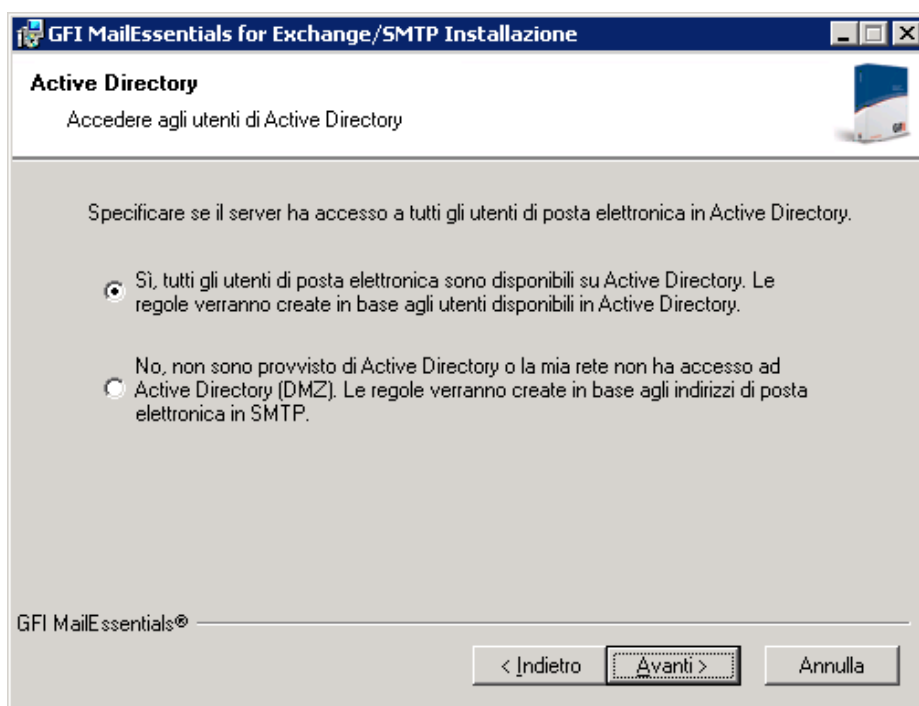 GFI MailEssentials for Exchange/SMTP Installazione
Active Directory
Accedere agli utenti di Active Directory
GFI
Specificare se il server ha accesso a tutti gli utenti di posta elettronica in Active Directory.
Sì, tutti gli utenti di posta elettronica sono disponibili su Active Directory. Le
regole verranno create in base agli utenti disponibili in Active Directory.
No, non sono provvisto di Active Directory o la mia rete non ha accesso ad
Active Directory (DMZ). Le regole verranno create in base agli indirizzi di posta
elettronica in SMTP.
GFI MailEssentials®
< Indietro
Avanti >
Annulla